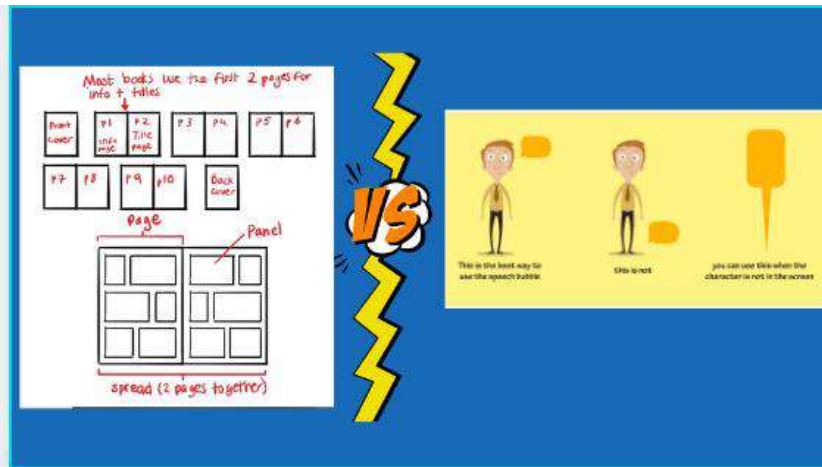 Most books use the first 2 pages for
info + titles
Front
cover
p1
info
page
p2
Title
page
p3
p4
p5
p6
p7
p8
p9
p10
Back
cover
Page
Panel
spread (2 pages together)
VS
This is the best way to
use the speech bubble
this is not
you can use this when the
character is not in the screen